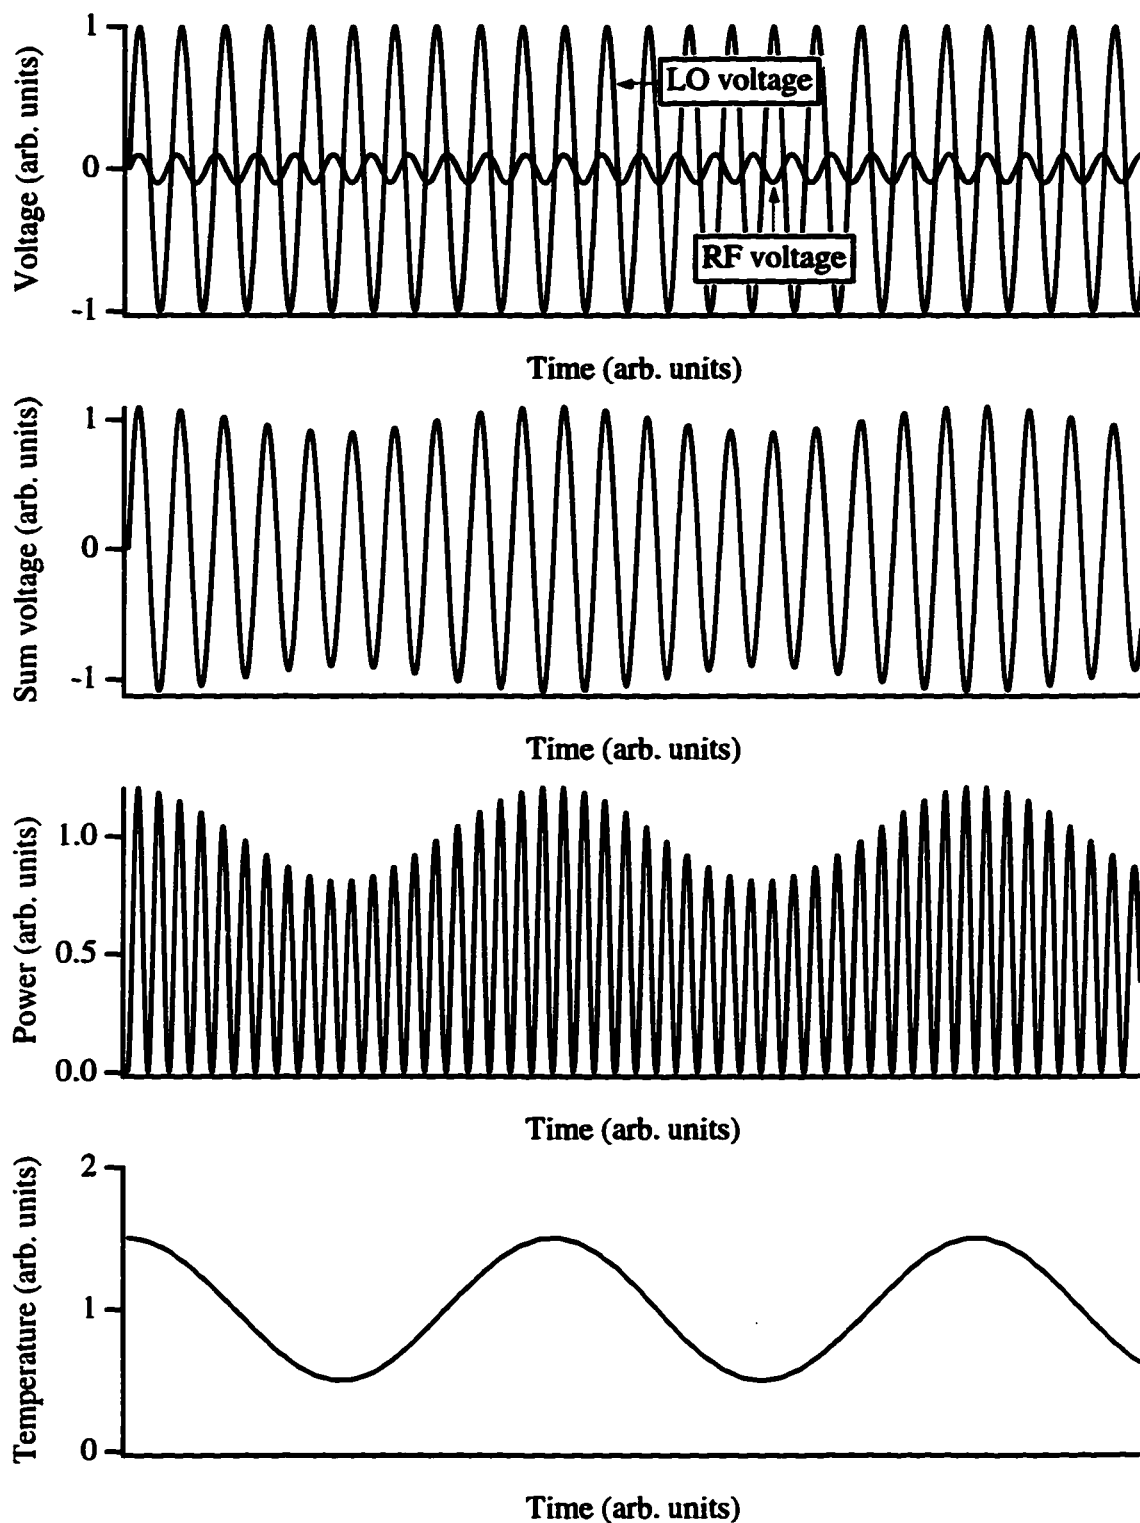 Voltage (arb. units)
1
0
-1
LO voltage
RF voltage
Time (arb. units)
Sum voltage (arb. units)
1
0
-1
Time (arb. units)
Power (arb. units)
1.0
0.5
0.0
Time (arb. units)
Temperature (arb. units)
2
1
0
Time (arb. units)